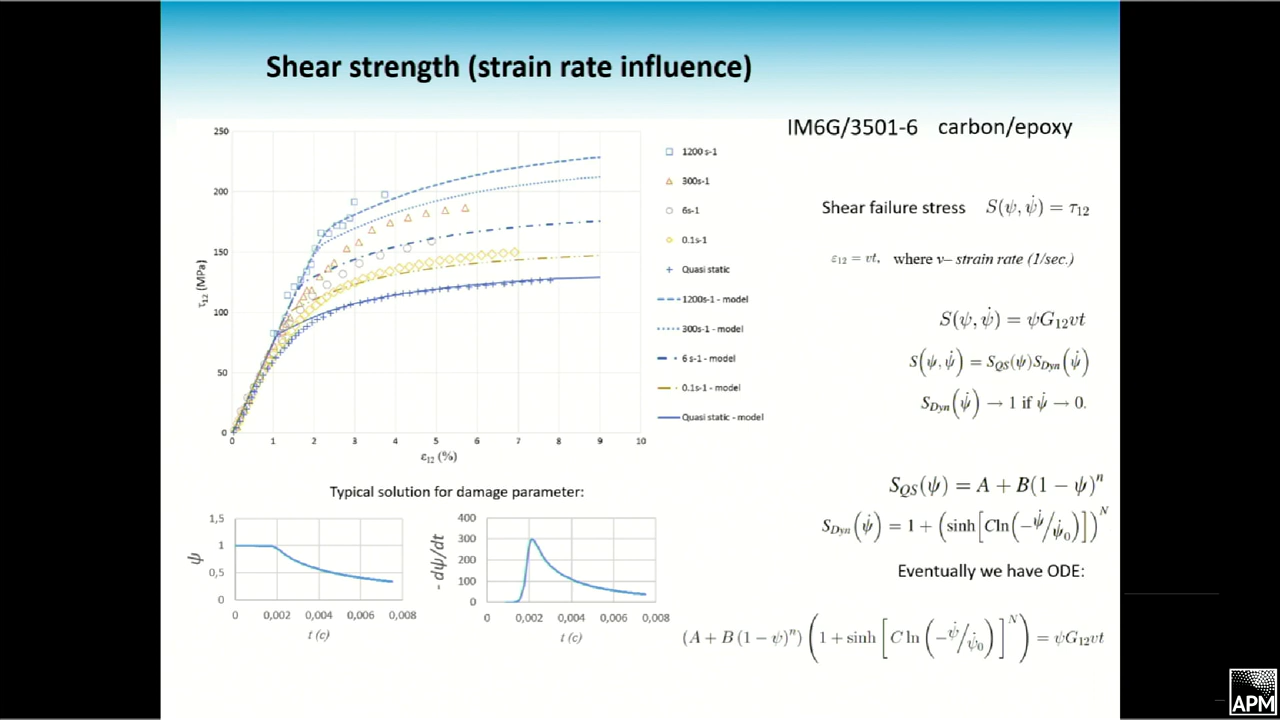 Shear strength (strain rate influence)
IM6G/3501-6 carbon/epoxy
250
200
150
100
50
0
τ12 (MPa)
0 1 2 3 4 5 6 7 8 9 10
ε12 (%)
1200 s-1
300s-1
6s-1
0.1s-1
Quasi static
1200s-1 - model
300s-1 - model
6 s-1 - model
0.1s-1 - model
Quasi static - model
Shear failure stress S(ψ, ψ̇) = τ12
ε12 = vt, where v– strain rate (1/sec.)
S(ψ, ψ̇) = ψG12vt
S(ψ, ψ̇) = SQS(ψ)SDyn(ψ̇)
SDyn(ψ̇) → 1 if ψ̇ → 0.
SQS(ψ) = A + B(1 − ψ)^n
SDyn(ψ̇) = 1 + (sinh[Cln(−ψ̇/ψ̇0)])^N
Eventually we have ODE:
(A + B (1 − ψ)^n) (1 + sinh [C ln (−ψ̇/ψ̇0)]^N) = ψG12vt
Typical solution for damage parameter:
1,5
1
0,5
0
ψ
0 0,002 0,004 0,006 0,008
t (c)
400
300
200
100
0
- dψ/dt
0 0,002 0,004 0,006 0,008
t (c)
APM